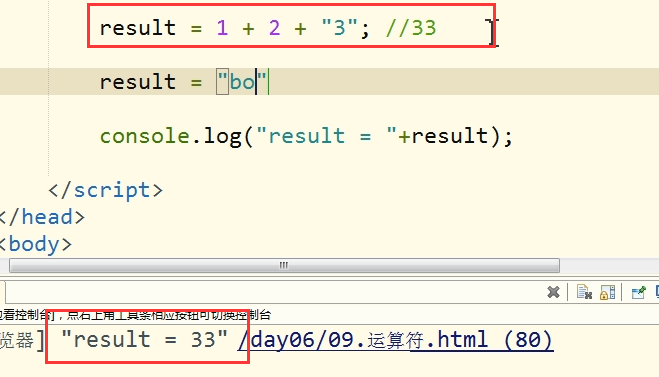 result = 1 + 2 + "3"; //33
result = "bo"
console.log("result = "+result);
</script>
</head>
<body>
看控制台]，点右上角工具条相应按钮可切换控制台
览器] "result = 33" /day06/09.运算符.html (80)